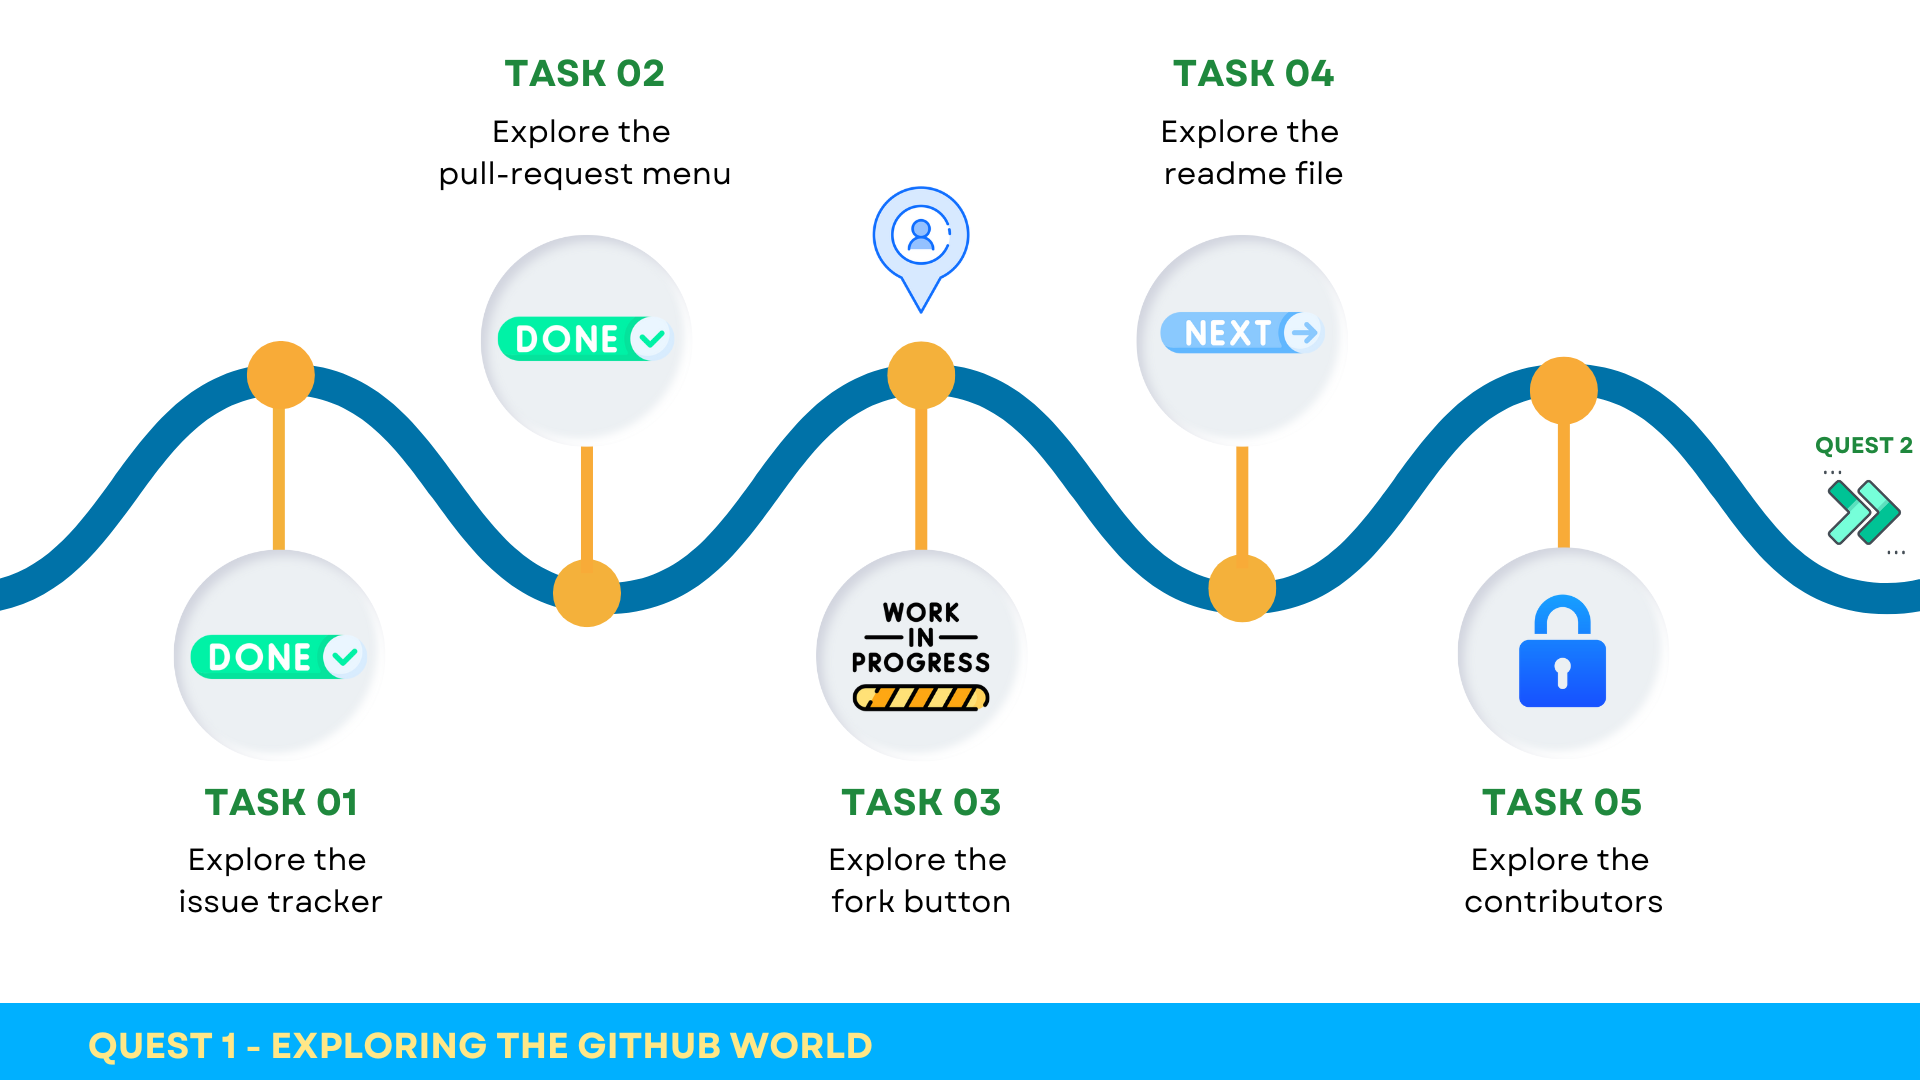 TASK 02
Explore the
pull-request menu
TASK 04
Explore the
readme file
DONE
NEXT
QUEST 2
DONE
WORK
IN
PROGRESS
TASK 01
Explore the
issue tracker
TASK 03
Explore the
fork button
TASK 05
Explore the
contributors
QUEST 1 - EXPLORING THE GITHUB WORLD